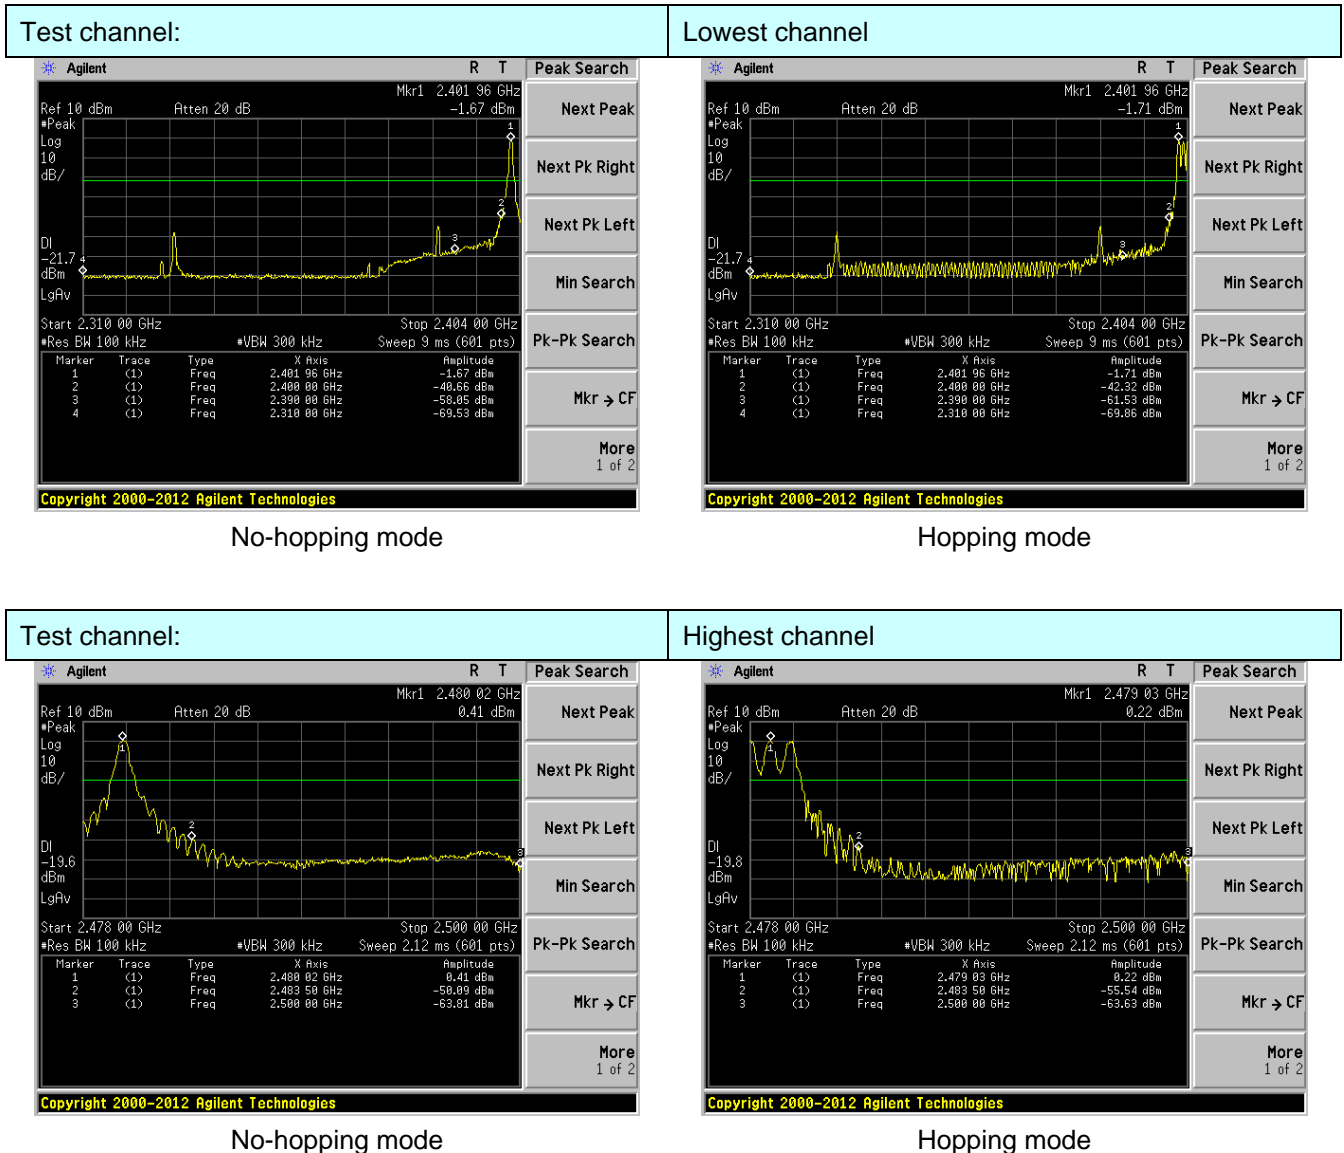 Test channel:
Lowest channel
Agilent
R T
Peak Search
Mkr1 2.401 96 GHz
Ref 10 dBm
Atten 20 dB
-1.67 dBm
#Peak
Log
10
dB/
DI
-21.7
dBm
LgAv
1
2
3
4
Start 2.310 00 GHz
Stop 2.404 00 GHz
#Res BW 100 kHz
#VBW 300 kHz
Sweep 9 ms (601 pts)
Marker Trace Type X Axis Amplitude
1 (1) Freq 2.401 96 GHz -1.67 dBm
2 (1) Freq 2.400 00 GHz -40.66 dBm
3 (1) Freq 2.390 00 GHz -58.05 dBm
4 (1) Freq 2.310 00 GHz -69.53 dBm
Next Peak
Next Pk Right
Next Pk Left
Min Search
Pk-Pk Search
Mkr → CF
More
1 of 2
Copyright 2000-2012 Agilent Technologies
No-hopping mode
Agilent
R T
Peak Search
Mkr1 2.401 96 GHz
Ref 10 dBm
Atten 20 dB
-1.71 dBm
#Peak
Log
10
dB/
DI
-21.7
dBm
LgAv
1
2
3
4
Start 2.310 00 GHz
Stop 2.404 00 GHz
#Res BW 100 kHz
#VBW 300 kHz
Sweep 9 ms (601 pts)
Marker Trace Type X Axis Amplitude
1 (1) Freq 2.401 96 GHz -1.71 dBm
2 (1) Freq 2.400 00 GHz -42.32 dBm
3 (1) Freq 2.390 00 GHz -61.53 dBm
4 (1) Freq 2.310 00 GHz -69.86 dBm
Next Peak
Next Pk Right
Next Pk Left
Min Search
Pk-Pk Search
Mkr → CF
More
1 of 2
Copyright 2000-2012 Agilent Technologies
Hopping mode
Test channel:
Highest channel
Agilent
R T
Peak Search
Mkr1 2.480 02 GHz
Ref 10 dBm
Atten 20 dB
0.41 dBm
#Peak
Log
10
dB/
DI
-19.6
dBm
LgAv
1
2
3
Start 2.478 00 GHz
Stop 2.500 00 GHz
#Res BW 100 kHz
#VBW 300 kHz
Sweep 2.12 ms (601 pts)
Marker Trace Type X Axis Amplitude
1 (1) Freq 2.480 02 GHz 0.41 dBm
2 (1) Freq 2.483 50 GHz -50.09 dBm
3 (1) Freq 2.500 00 GHz -63.81 dBm
Next Peak
Next Pk Right
Next Pk Left
Min Search
Pk-Pk Search
Mkr → CF
More
1 of 2
Copyright 2000-2012 Agilent Technologies
No-hopping mode
Agilent
R T
Peak Search
Mkr1 2.479 03 GHz
Ref 10 dBm
Atten 20 dB
0.22 dBm
#Peak
Log
10
dB/
DI
-19.8
dBm
LgAv
1
2
3
Start 2.478 00 GHz
Stop 2.500 00 GHz
#Res BW 100 kHz
#VBW 300 kHz
Sweep 2.12 ms (601 pts)
Marker Trace Type X Axis Amplitude
1 (1) Freq 2.479 03 GHz 0.22 dBm
2 (1) Freq 2.483 50 GHz -55.54 dBm
3 (1) Freq 2.500 00 GHz -63.63 dBm
Next Peak
Next Pk Right
Next Pk Left
Min Search
Pk-Pk Search
Mkr → CF
More
1 of 2
Copyright 2000-2012 Agilent Technologies
Hopping mode